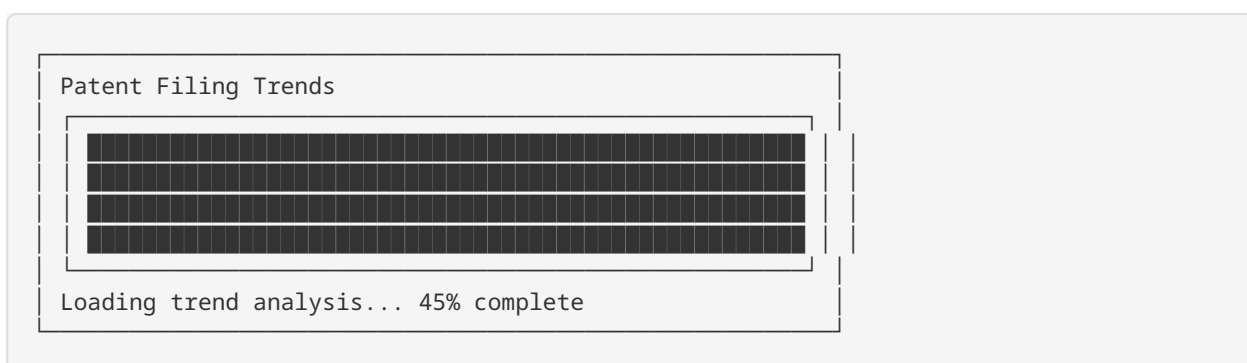 Patent Filing Trends
Loading trend analysis... 45% complete